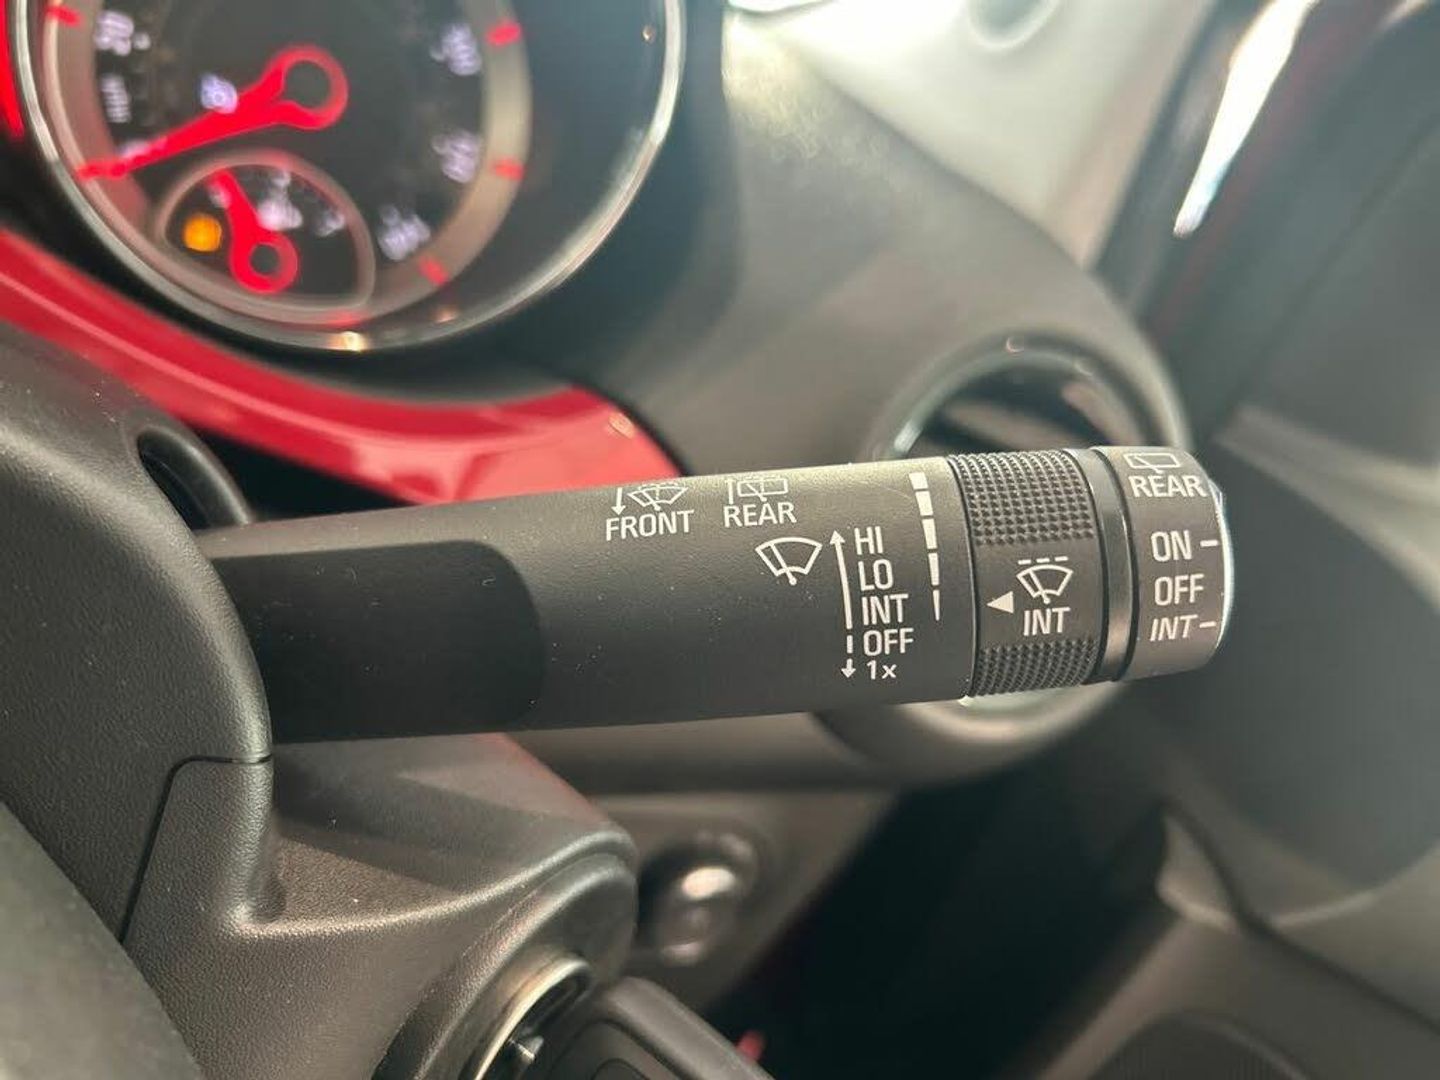 FRONT
REAR
HI
LO
INT
OFF
1x
INT
REAR
ON
OFF
INT